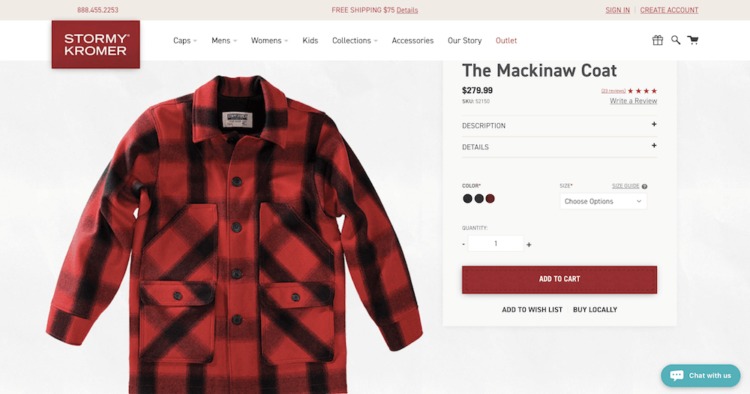 888.455.2253
FREE SHIPPING $75 Details
SIGN IN
CREATE ACCOUNT
STORMY®
KROMER
Caps
Mens
Womens
Kids
Collections
Accessories
Our Story
Outlet
The Mackinaw Coat
$279.99
(23 reviews)
SKU: 52150
Write a Review
DESCRIPTION +
DETAILS +
COLOR*
SIZE*
SIZE GUIDE ?
Choose Options
QUANTITY:
- 1 +
ADD TO CART
ADD TO WISH LIST
BUY LOCALLY
Chat with us